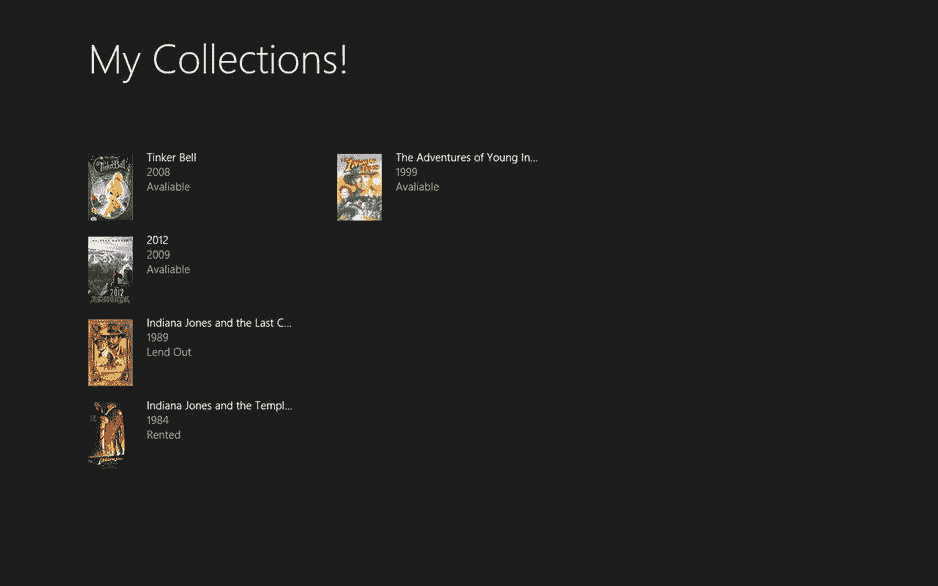 My Collections!
Tinker Bell
2008
Avaliable
2012
2009
Avaliable
Indiana Jones and the Last C...
1989
Lend Out
Indiana Jones and the Templ...
1984
Rented
The Adventures of Young In...
1999
Avaliable